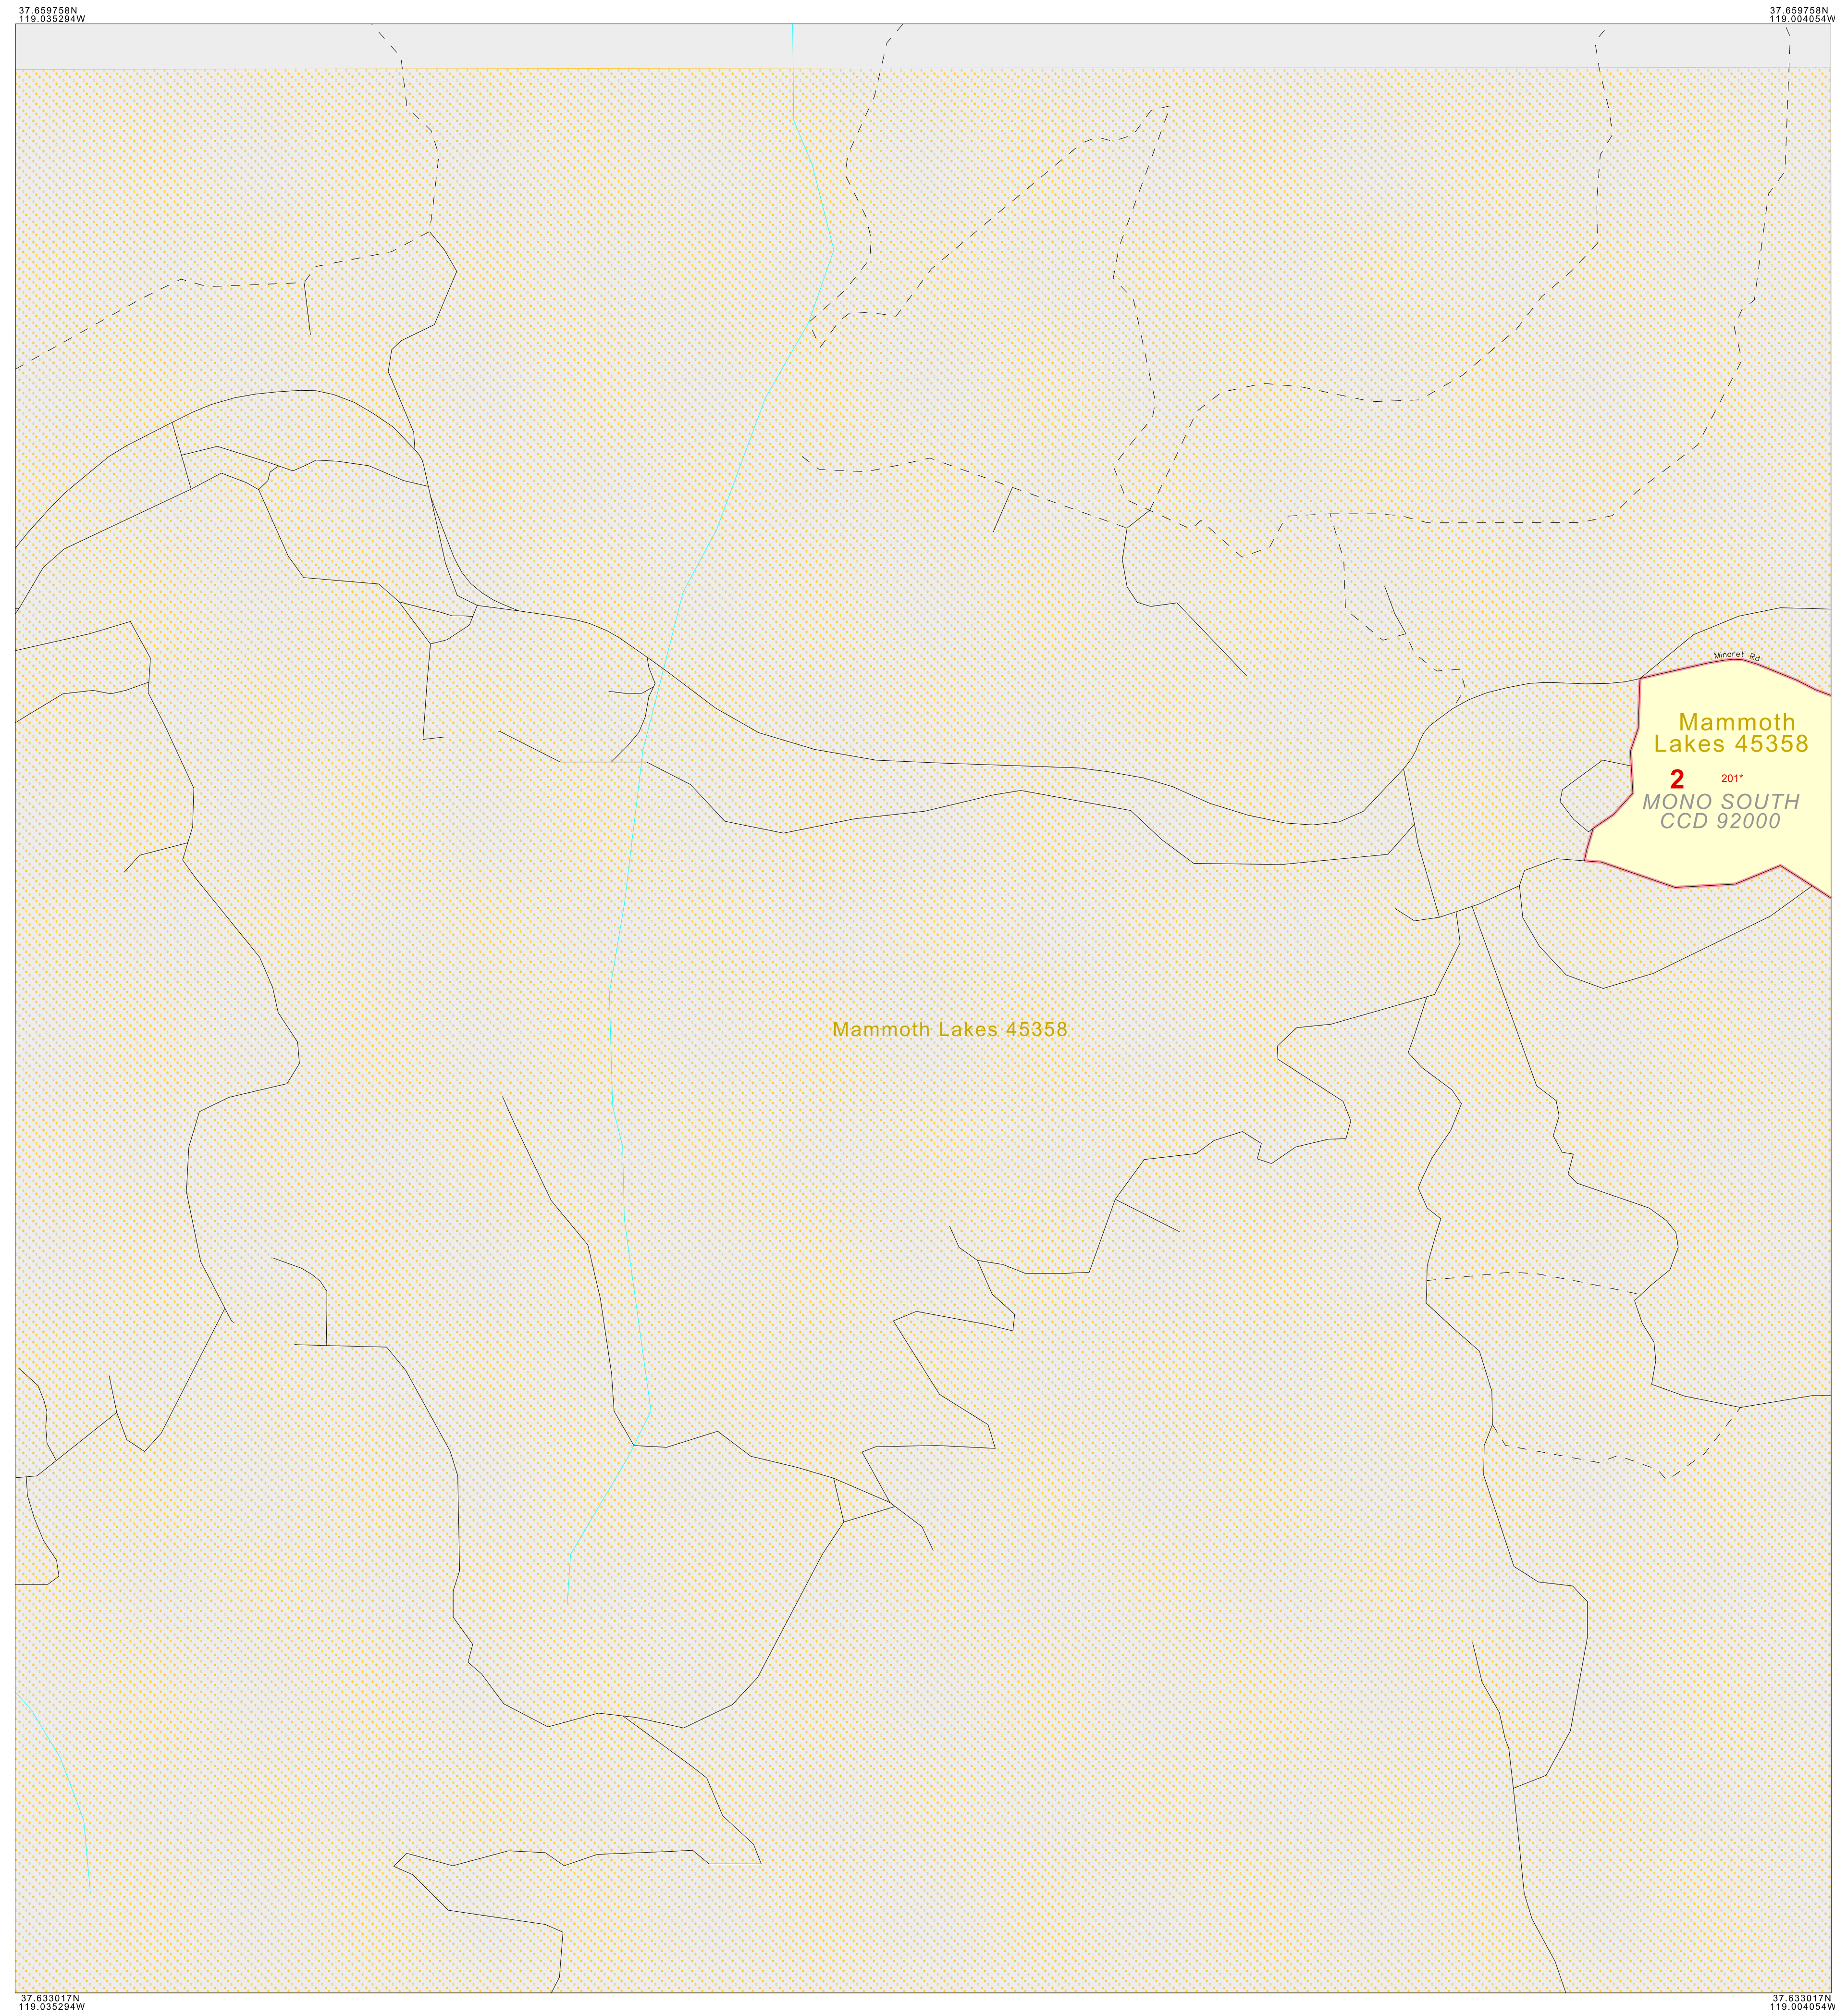 37.659758N
119.035294W
37.659758N
119.004054W
Minaret Rd
Mammoth
Lakes 45358
2 201*
MONO SOUTH
CCD 92000
Mammoth Lakes 45358
37.633017N
119.035294W
37.633017N
119.004054W